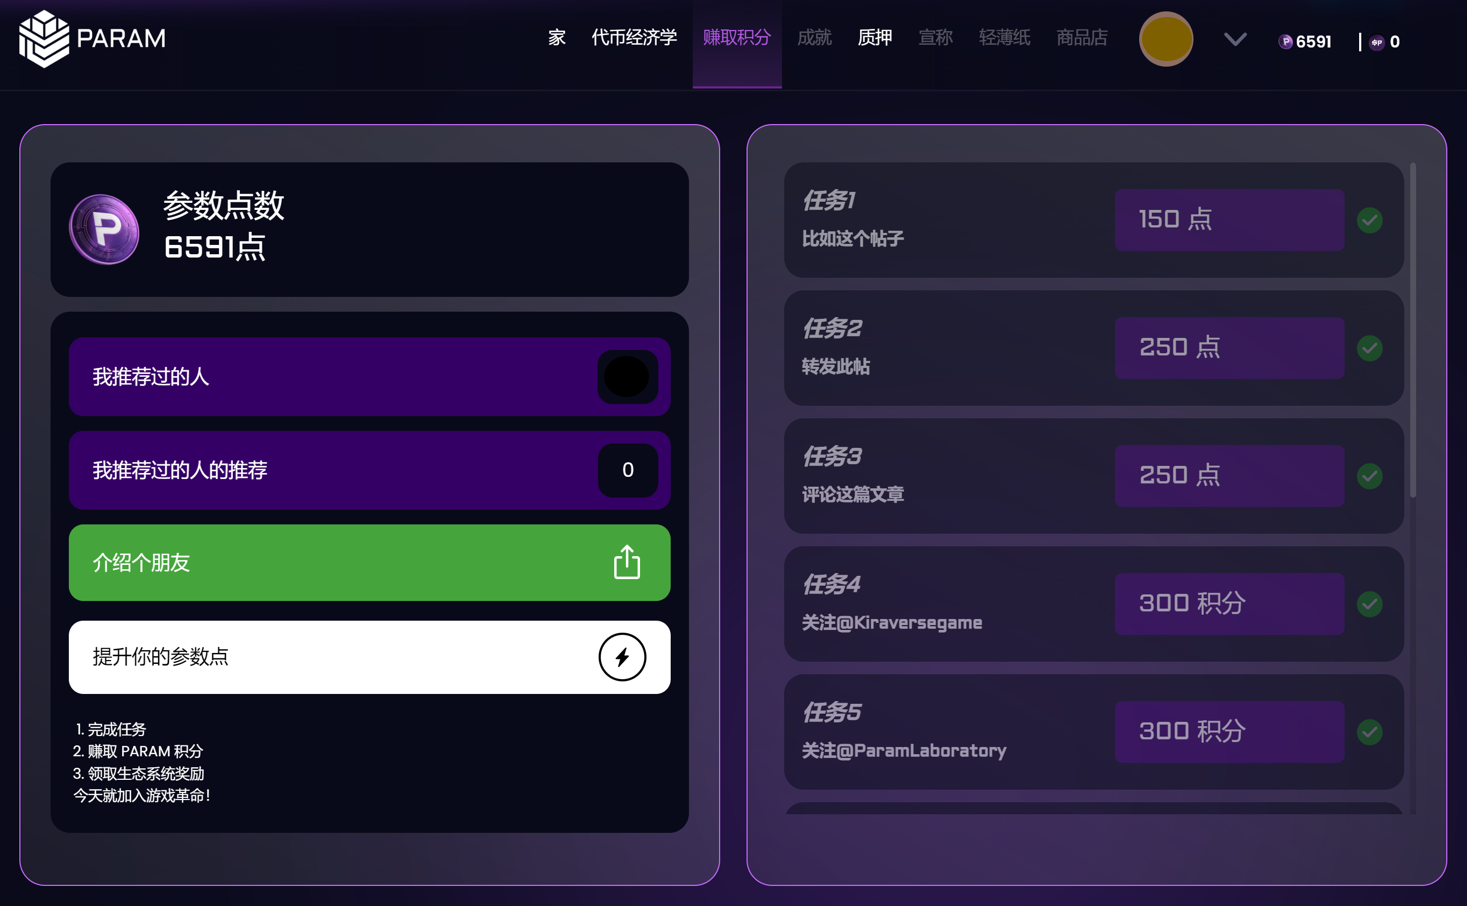 PARAM
家 代币经济学 赚取积分 成就 质押 宣称 轻薄纸 商品店 6591 | 0
参数点数
6591点
我推荐过的人
我推荐过的人的推荐 0
介绍个朋友
提升你的参数点
1. 完成任务
2. 赚取 PARAM 积分
3. 领取生态系统奖励
今天就加入游戏革命!
任务1
比如这个帖子
150 点
任务2
转发此帖
250 点
任务3
评论这篇文章
250 点
任务4
关注@Kiraversegame
300 积分
任务5
关注@ParamLaboratory
300 积分